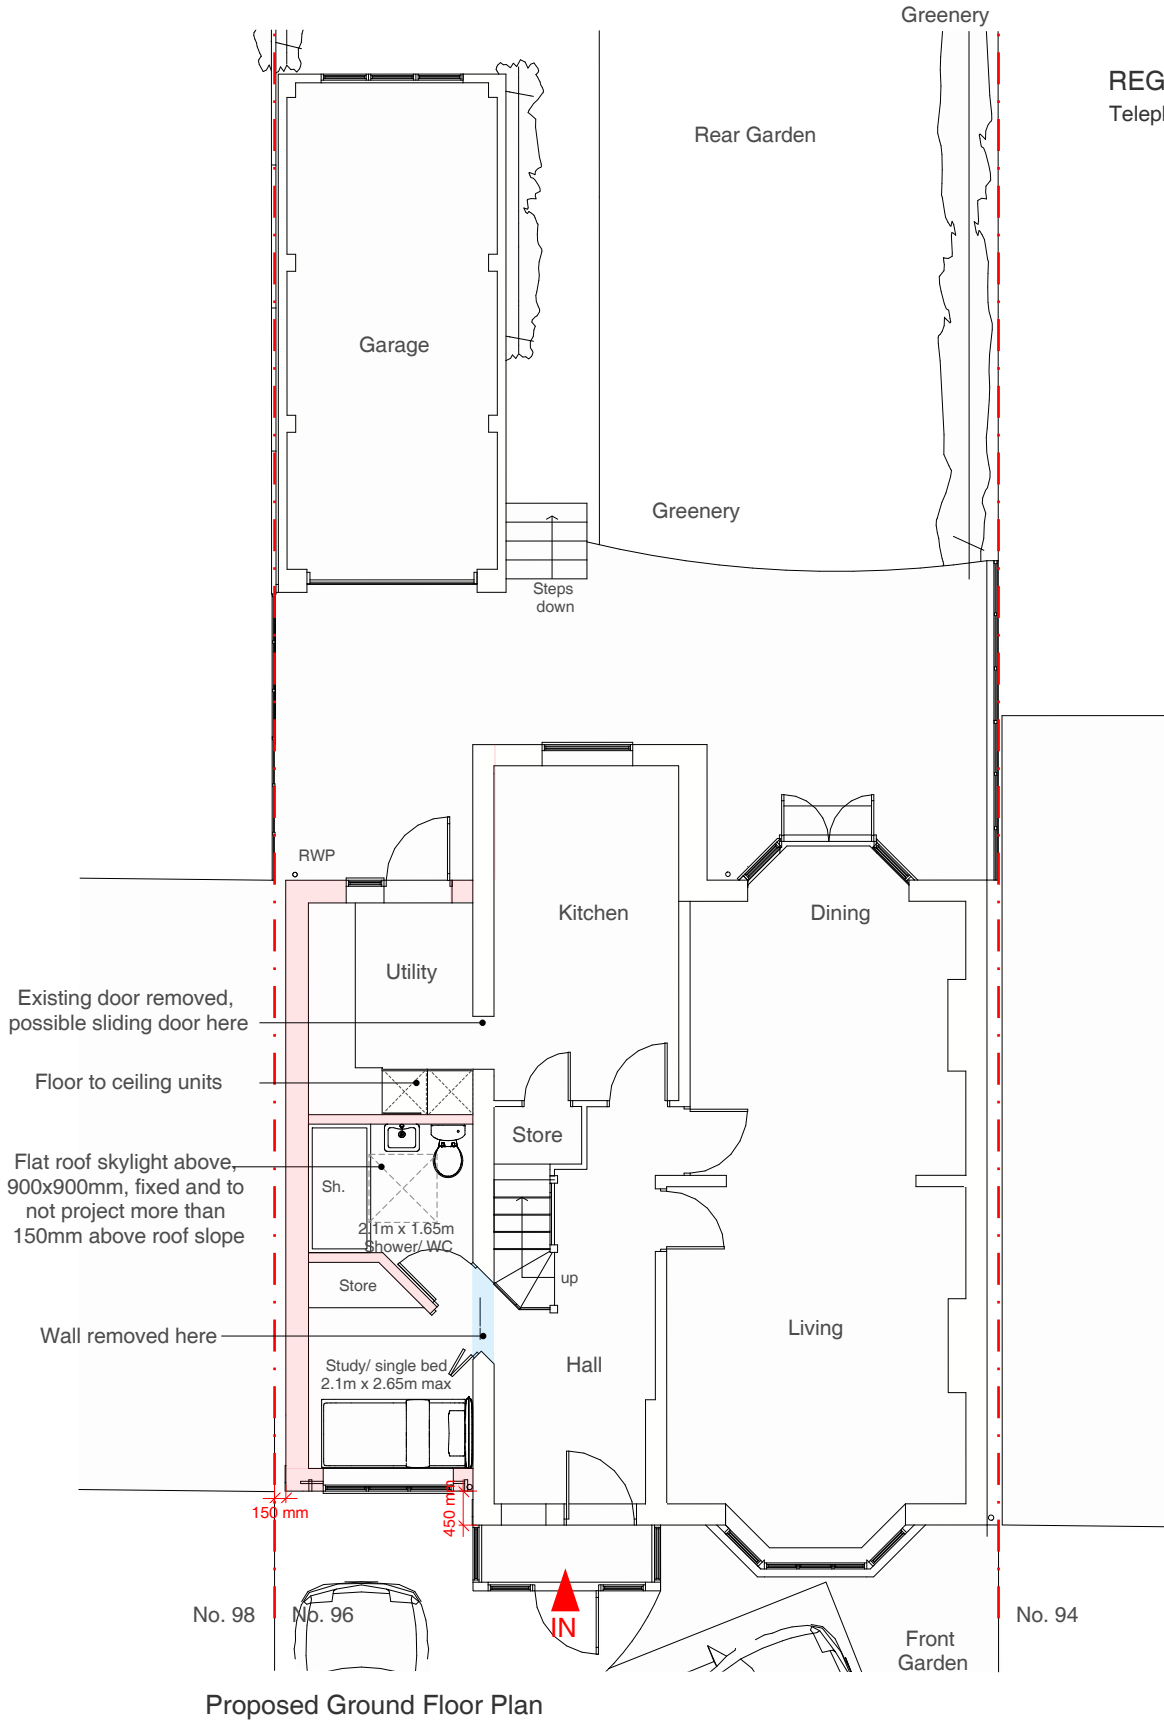 Greenery
REG
Telepl
Rear Garden
Garage
Greenery
Steps
down
RWP
Kitchen
Dining
Utility
Existing door removed,
possible sliding door here
Floor to ceiling units
Store
Flat roof skylight above,
900x900mm, fixed and to
not project more than
150mm above roof slope
Sh.
2.1m x 1.65m
Shower/ WC
Store
up
Wall removed here
Living
Hall
Study/ single bed
2.1m x 2.65m max
150 mm
450 mm
IN
No. 98
No. 96
No. 94
Front
Garden
Proposed Ground Floor Plan